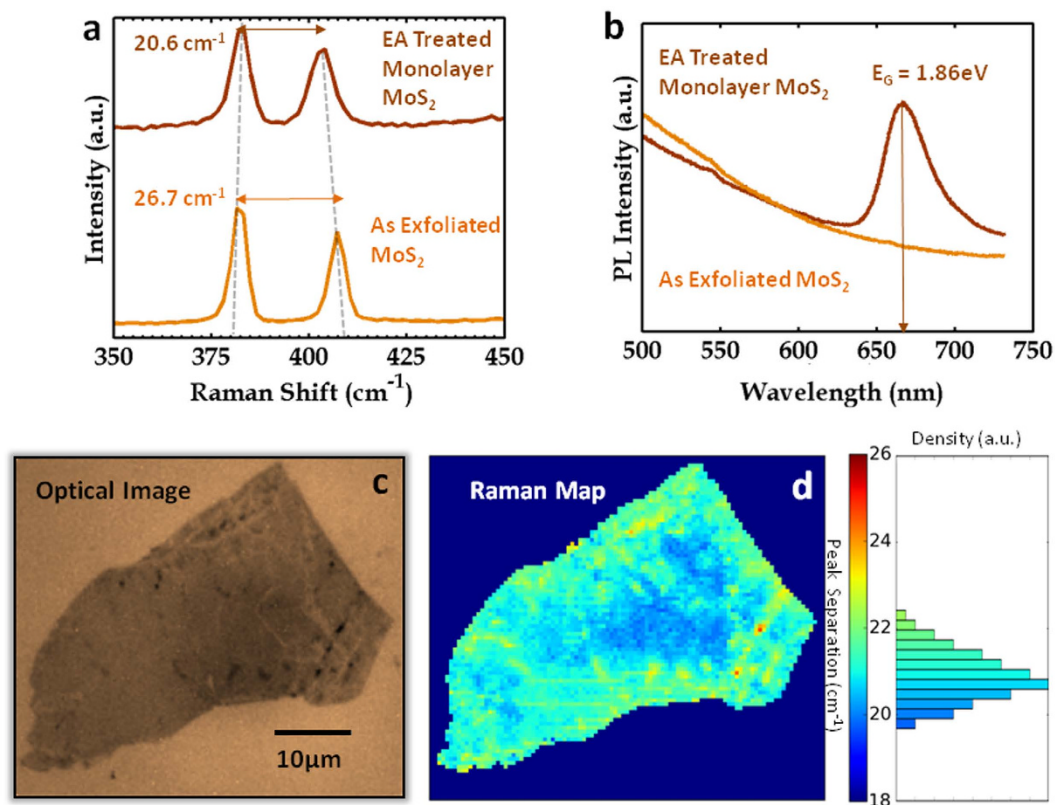 a
20.6 cm⁻¹
EA Treated
Monolayer
MoS₂
26.7 cm⁻¹
As Exfoliated
MoS₂
Intensity (a.u.)
350 375 400 425 450
Raman Shift (cm⁻¹)
b
EA Treated
Monolayer MoS₂
E_G = 1.86eV
As Exfoliated MoS₂
PL Intensity (a.u.)
500 550 600 650 700 750
Wavelength (nm)
Optical Image
c
10μm
Raman Map
d
26
24
22
20
18
Peak Separation (cm⁻¹)
Density (a.u.)